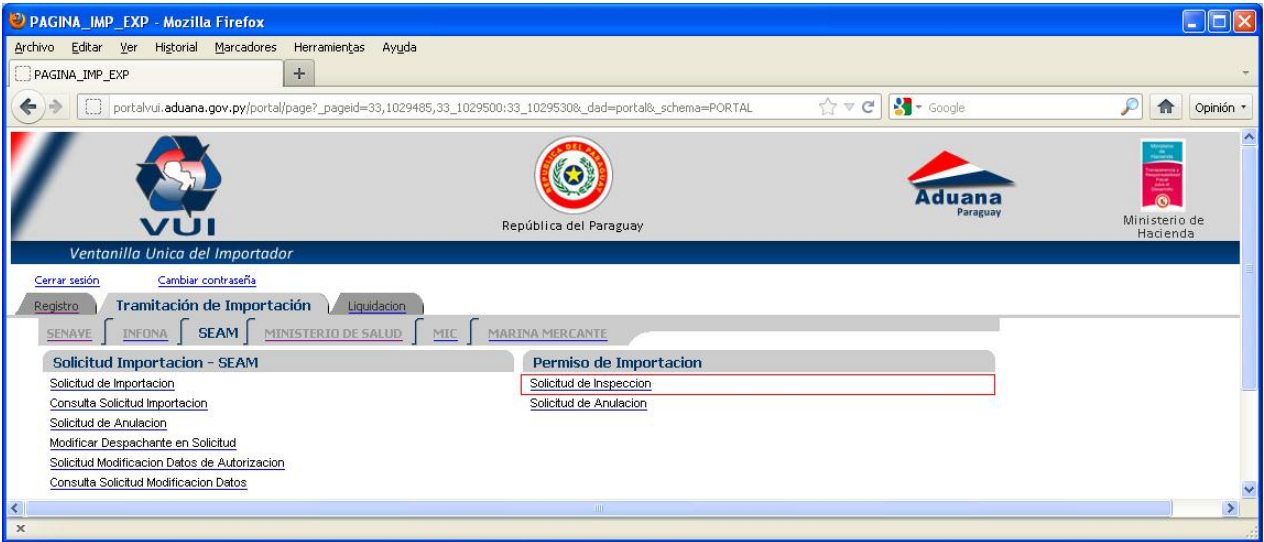 PAGINA_IMP_EXP - Mozilla Firefox
Archivo Editar Ver Historial Marcadores Herramientas Ayuda
PAGINA_IMP_EXP
portalvui.aduana.gov.py/portal/page?_pageid=33,1029485,33_1029500:33_1029530&_dad=portal&_schema=PORTAL Google Opinión
VUI
República del Paraguay
Aduana
Paraguay
Ministerio de
Hacienda
Ventanilla Unica del Importador
Cerrar sesión Cambiar contraseña
Registro Tramitación de Importación Liquidacion
SENAVE INFONA SEAM MINISTERIO DE SALUD MIC MARINA MERCANTE
Solicitud Importacion - SEAM Permiso de Importacion
Solicitud de Importacion Solicitud de Inspeccion
Consulta Solicitud Importacion Solicitud de Anulacion
Solicitud de Anulacion
Modificar Despachante en Solicitud
Solicitud Modificacion Datos de Autorizacion
Consulta Solicitud Modificacion Datos